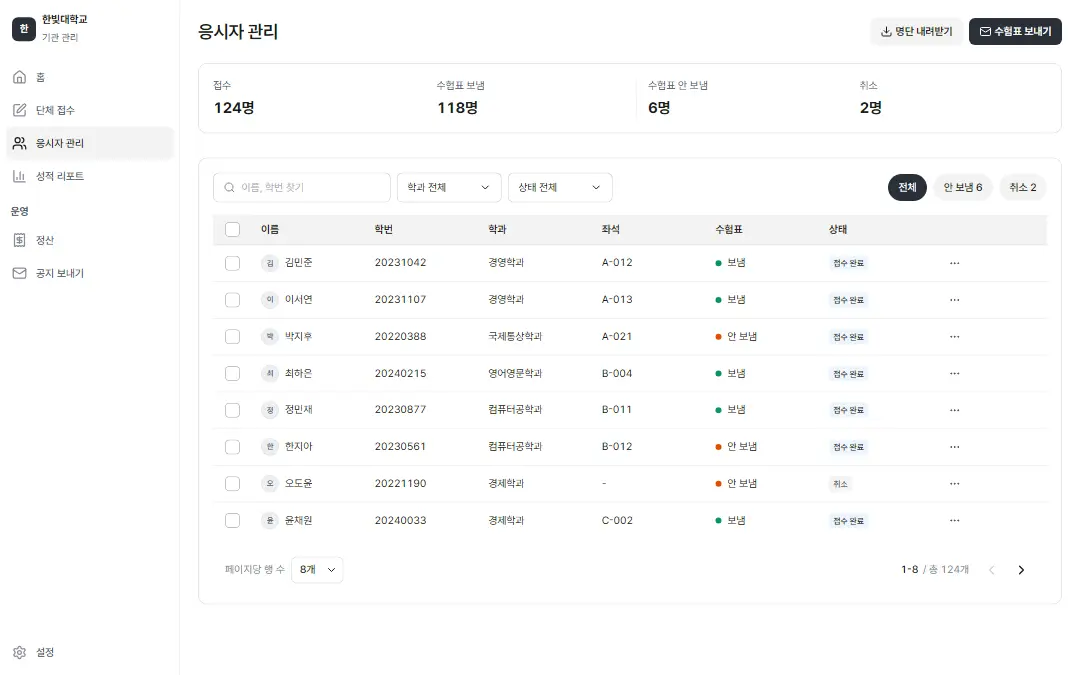 한
한빛대학교
기관 관리
홈
단체 접수
응시자 관리
성적 리포트
운영
정산
공지 보내기
설정
응시자 관리
명단 내려받기
수험표 보내기
접수
124명
수험표 보냄
118명
수험표 안 보냄
6명
취소
2명
이름, 학번 찾기
학과 전체
상태 전체
전체
안 보냄 6
취소 2
이름 학번 학과 좌석 수험표 상태
김 김민준 20231042 경영학과 A-012 보냄 접수 완료 ···
이 이서연 20231107 경영학과 A-013 보냄 접수 완료 ···
박 박지후 20220388 국제통상학과 A-021 안 보냄 접수 완료 ···
최 최하은 20240215 영어영문학과 B-004 보냄 접수 완료 ···
정 정민재 20230877 컴퓨터공학과 B-011 보냄 접수 완료 ···
한 한지아 20230561 컴퓨터공학과 B-012 안 보냄 접수 완료 ···
오 오도윤 20221190 경제학과 - 안 보냄 취소 ···
윤 윤채원 20240033 경제학과 C-002 보냄 접수 완료 ···
페이지당 행 수 8개
1-8 / 총 124개